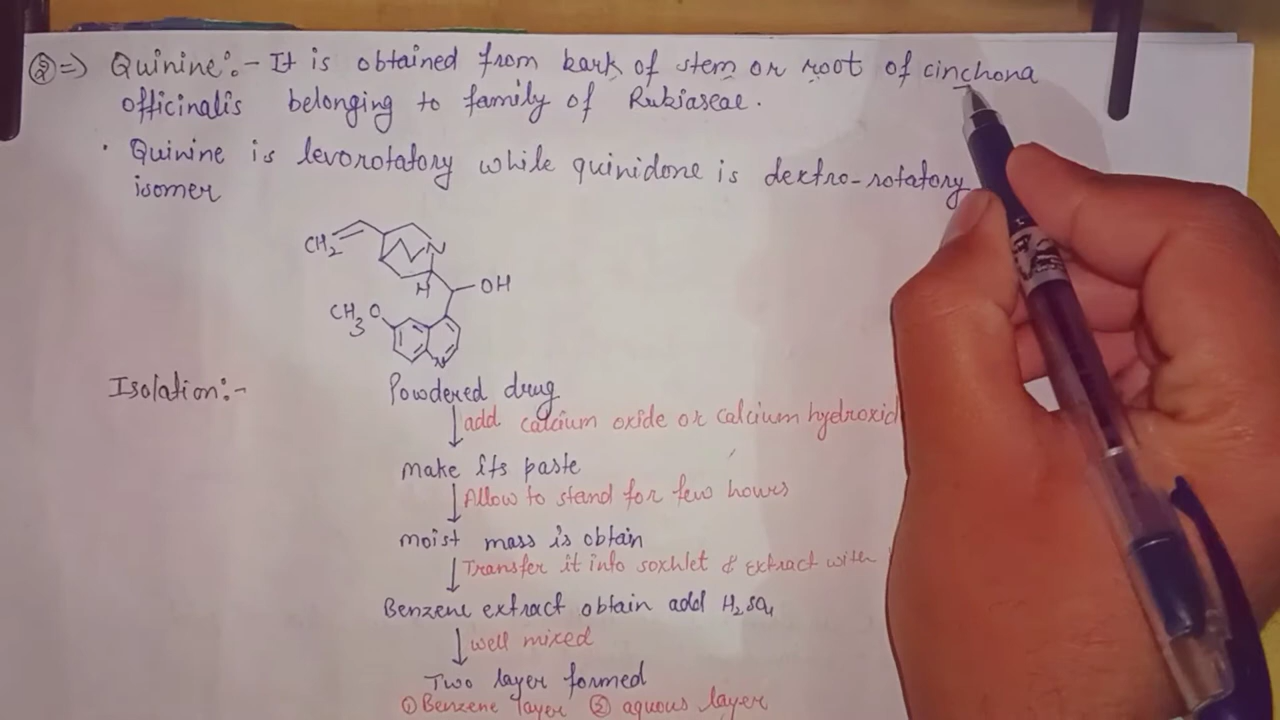 Q2 => Quinine :- It is obtained from bark of stem or root of cinchona
officinalis belonging to family of Rubiaseae.
• Quinine is levorotatory while quinidone is dextro-rotatory
isomer
CH2
N
H
OH
CH3O
N
Isolation :- Powdered drug
add calcium oxide or calcium hydroxid
make its paste
Allow to stand for few hours
moist mass is obtain
Transfer it into soxhlet & extract with
Benzene extract obtain add H2SO4
well mixed
Two layer formed
① Benzene layer ② aquous layer